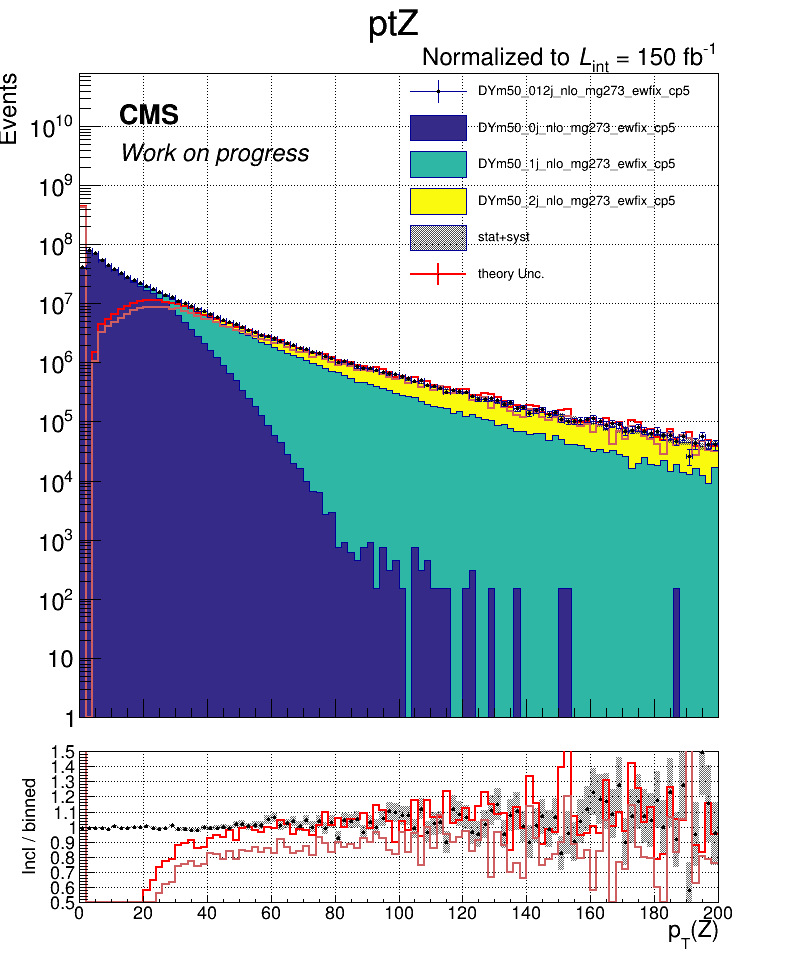 ptZ
Normalized to Lint = 150 fb-1
Events
CMS
Work on progress
DYm50_012j_nlo_mg273_ewfix_cp5
DYm50_0j_nlo_mg273_ewfix_cp5
DYm50_1j_nlo_mg273_ewfix_cp5
DYm50_2j_nlo_mg273_ewfix_cp5
stat+syst
theory Unc.
10^10
10^9
10^8
10^7
10^6
10^5
10^4
10^3
10^2
10
1
Incl / binned
1.5
1.4
1.3
1.2
1.1
1
0.9
0.8
0.7
0.6
0.5
0 20 40 60 80 100 120 140 160 180 200
pT(Z)